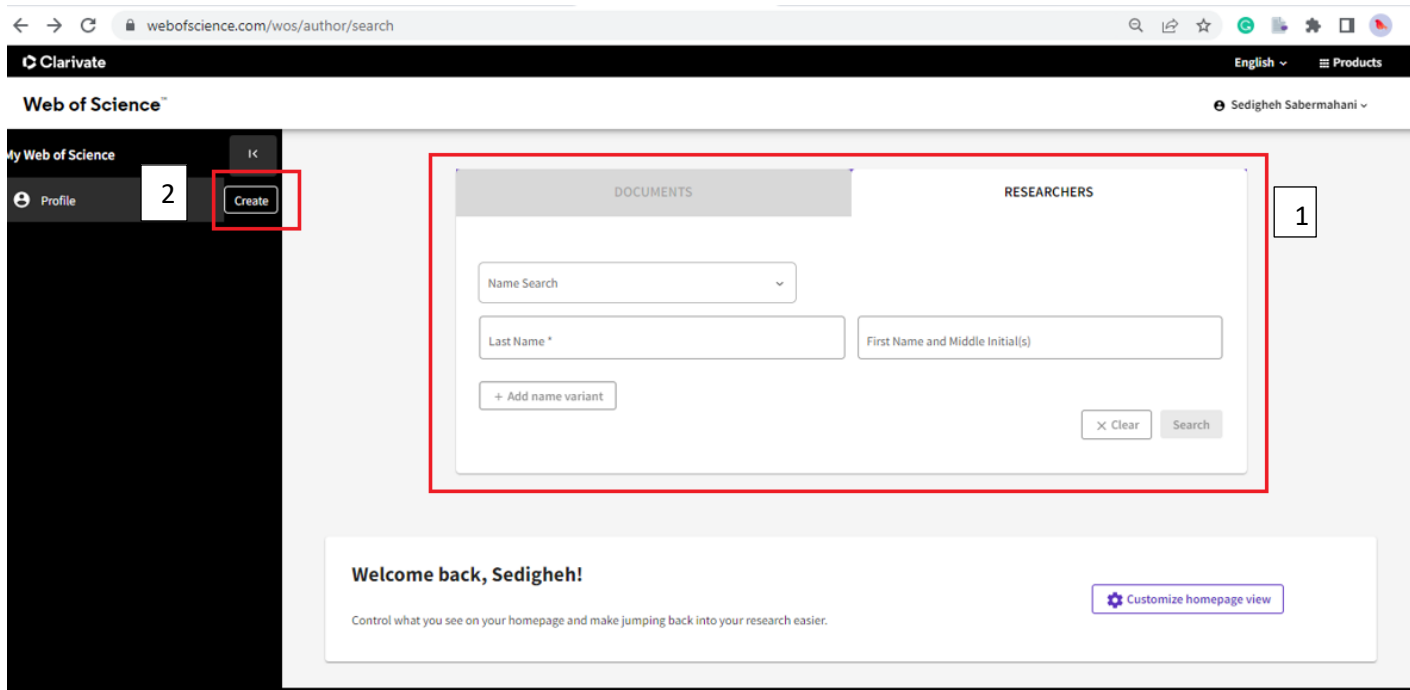 webofscience.com/wos/author/search
Clarivate
English
Products
Web of Science™
Sedigheh Sabermahani
My Web of Science
Profile
2
Create
DOCUMENTS
RESEARCHERS
1
Name Search
Last Name *
First Name and Middle Initial(s)
+ Add name variant
× Clear
Search
Welcome back, Sedigheh!
Customize homepage view
Control what you see on your homepage and make jumping back into your research easier.